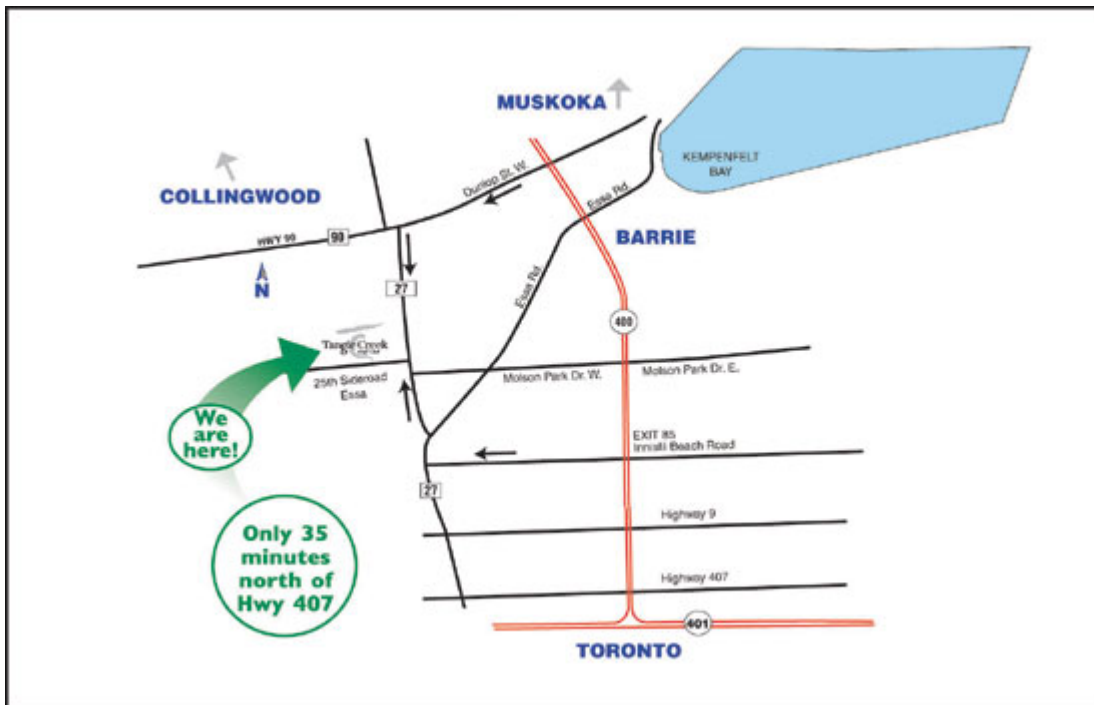 MUSKOKA
KEMPENFELT
BAY
COLLINGWOOD
Dunlop St. W.
Essa Rd.
BARRIE
HWY 90
90
N
27
Essa Rd
400
Tangle Creek
25th Sideroad
Essa
Molson Park Dr. W.
Molson Park Dr. E.
We
are
here!
EXIT 85
Beach Road
27
Only 35
minutes
north of
Hwy 407
Highway 9
Highway 407
401
TORONTO